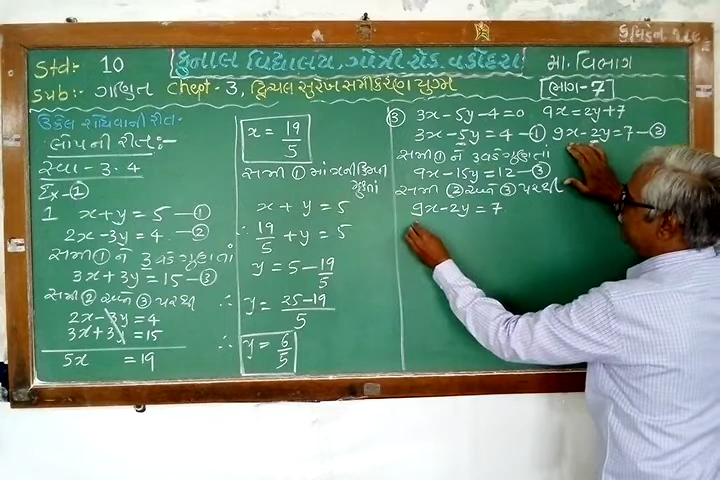 Std:- 10
કુનાલ વિદ્યાલય, ગોત્રી રોડ, વડોદરા
મા. વિભાગ
Sub:- ગણિત
Chept - 3, દ્વિચલ સુરેખ સમીકરણ યુગ્મ
ભાગ - 7
ઉકેલ શોધવાની રીત-
લોપની રીત:-
સ્વા - 3.4
Ex-①
1 x+y = 5 —①
2x-3y = 4 —②
સમી ① ને 3 વડે ગુણતાં
3x+3y = 15 —③
સમી ② અને ③ પરથી
2x-3y = 4
3x+3y = 15
5x = 19
x = 19/5
સમી ① માં x ની કિંમત
મુકતાં
x + y = 5
∴ 19/5 + y = 5
y = 5 - 19/5
∴ y = 25-19/5
∴ y = 6/5
③ 3x-5y-4=0 9x=2y+7
3x-5y=4 —① 9x-2y=7 —②
સમી ① ને 3 વડે ગુણતાં
9x-15y=12 —③
સમી ② અને ③ પરથી
9x-2y = 7